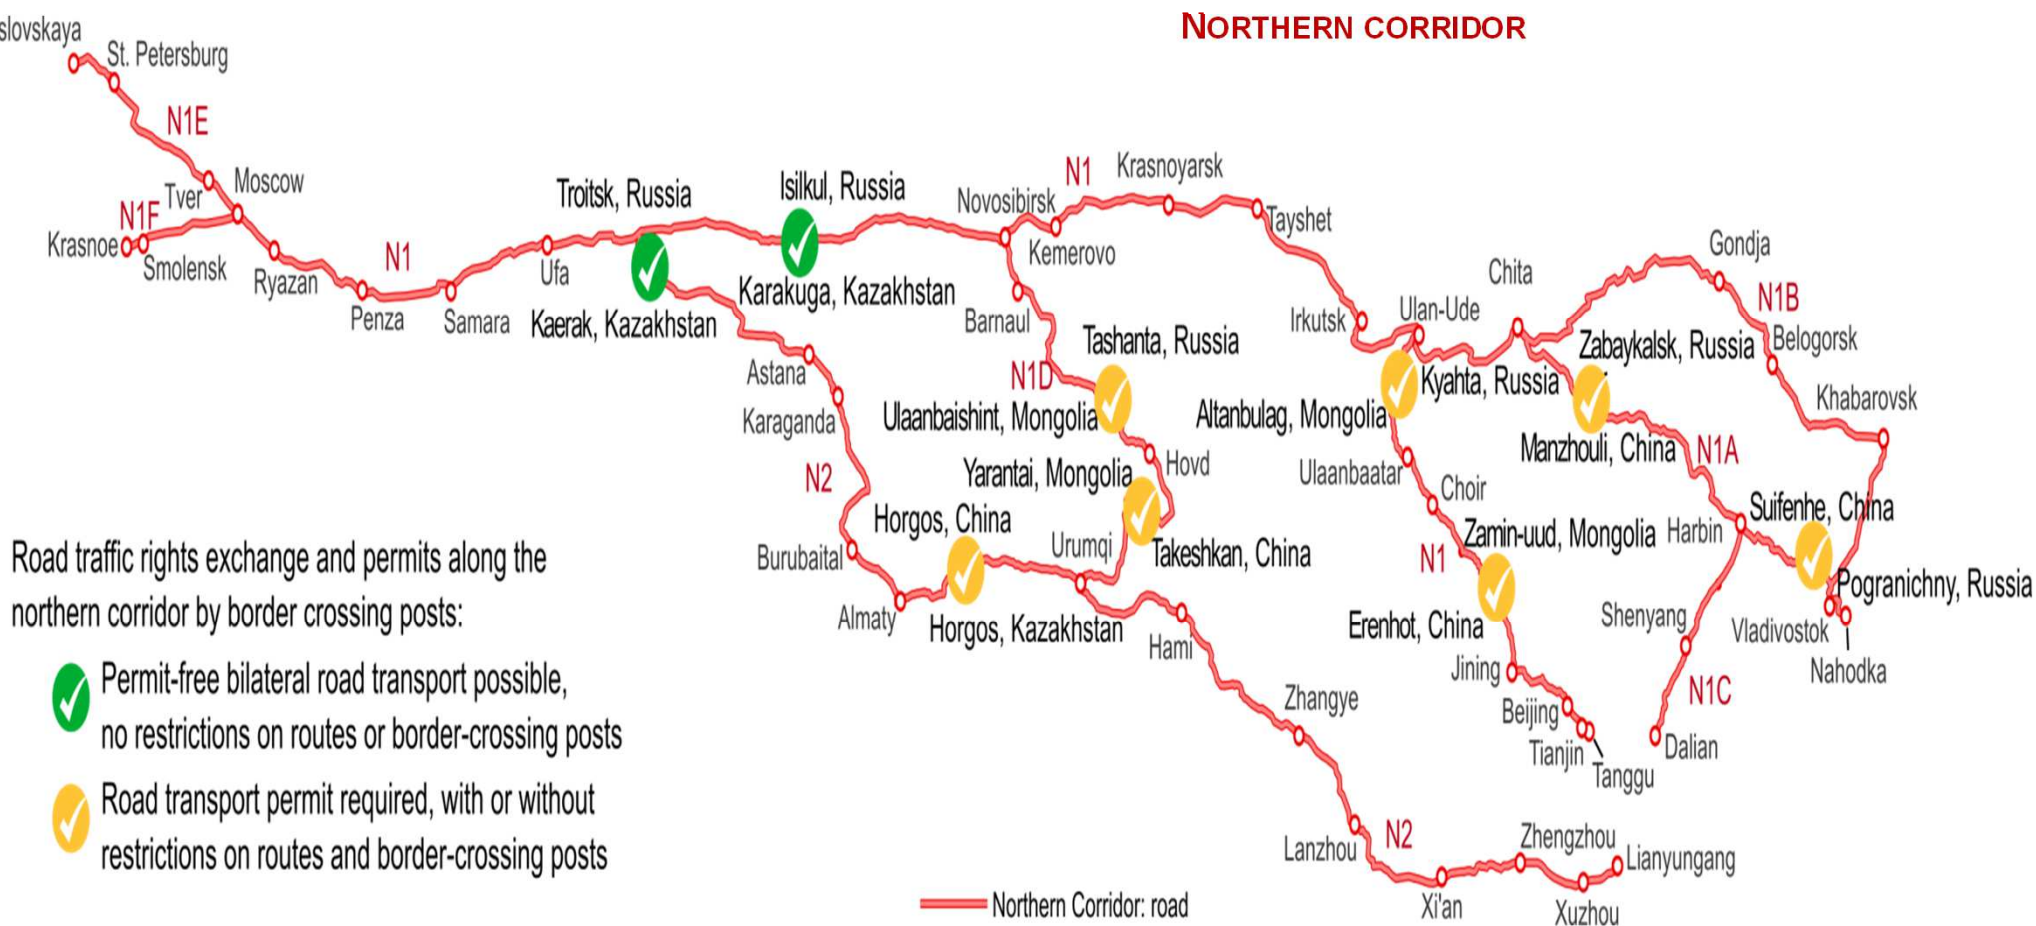 NORTHERN CORRIDOR
slovskaya
St. Petersburg
N1E
Tver
Moscow
N1F
Krasnoe
Smolensk
Ryazan
N1
Penza
Samara
Ufa
Troitsk, Russia
Kaerak, Kazakhstan
Isilkul, Russia
Karakuga, Kazakhstan
Novosibirsk
N1
Krasnoyarsk
Kemerovo
Tayshet
Barnaul
Irkutsk
Ulan-Ude
Chita
Gondja
N1B
Belogorsk
Khabarovsk
Astana
Karaganda
N2
Burubaital
Almaty
Tashanta, Russia
N1D
Ulaanbaishint, Mongolia
Hovd
Yarantai, Mongolia
Takeshkan, China
Horgos, China
Horgos, Kazakhstan
Urumqi
Hami
Kyahta, Russia
Altanbulag, Mongolia
Ulaanbaatar
Choir
Zamin-uud, Mongolia
N1
Erenhot, China
Jining
Beijing
Tianjin
Tanggu
Zabaykalsk, Russia
Manzhouli, China
N1A
Harbin
Suifenhe, China
Pogranichny, Russia
Vladivostok
Nahodka
Shenyang
N1C
Dalian
Zhangye
Lanzhou
N2
Xi'an
Zhengzhou
Xuzhou
Lianyungang
Road traffic rights exchange and permits along the
northern corridor by border crossing posts:
Permit-free bilateral road transport possible,
no restrictions on routes or border-crossing posts
Road transport permit required, with or without
restrictions on routes and border-crossing posts
Northern Corridor: road